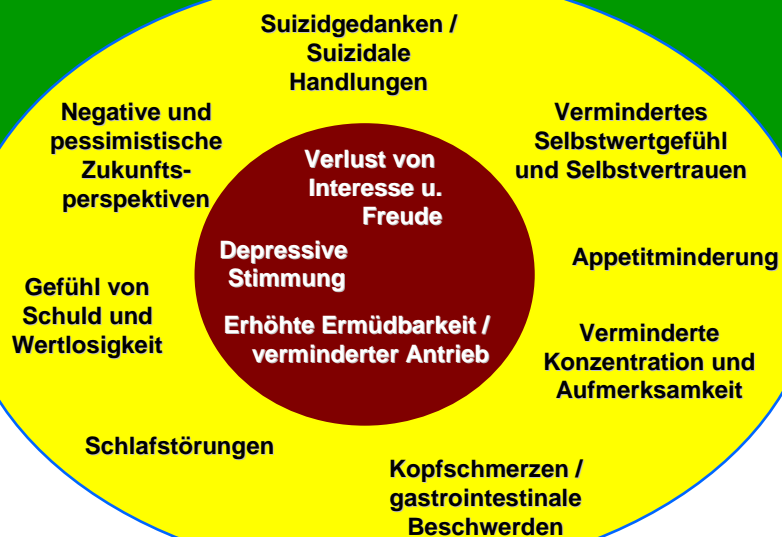 Suizidgedanken /
Suizidale
Handlungen
Negative und
pessimistische
Zukunfts-
perspektiven
Vermindertes
Selbstwertgefühl
und Selbstvertrauen
Verlust von
Interesse u.
Freude
Depressive
Stimmung
Erhöhte Ermüdbarkeit /
verminderter Antrieb
Appetitminderung
Gefühl von
Schuld und
Wertlosigkeit
Verminderte
Konzentration und
Aufmerksamkeit
Schlafstörungen
Kopfschmerzen /
gastrointestinale
Beschwerden